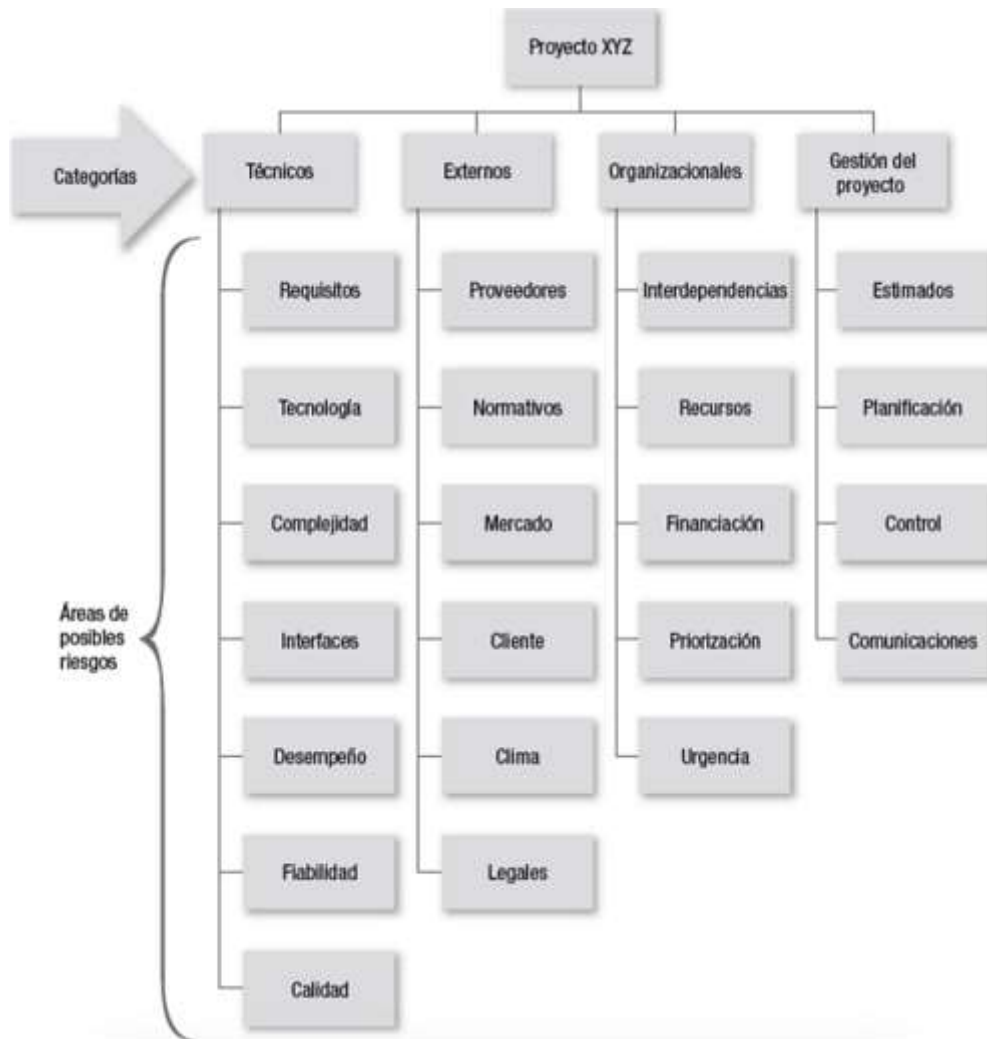 Proyecto XYZ
Categorías
Técnicos
Externos
Organizacionales
Gestión del
proyecto
Requisitos
Proveedores
Interdependencias
Estimados
Tecnología
Normativos
Recursos
Planificación
Complejidad
Mercado
Financiación
Control
Áreas de
posibles
riesgos
Interfaces
Cliente
Priorización
Comunicaciones
Desempeño
Clima
Urgencia
Fiabilidad
Legales
Calidad